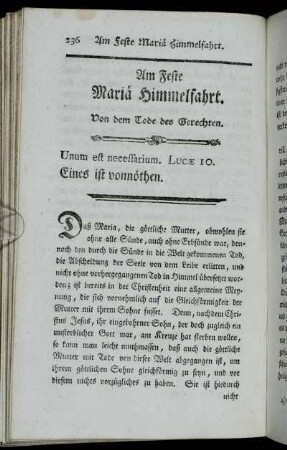 236 Am Feste Mariä Himmelfahrt.
Am Feste
Mariä Himmelfahrt.
Von dem Tode des Gerechten.
Unum est necessarium. LUCÆ 10.
Eines ist vonnöthen.
Daß Maria, die göttliche Mutter, obwohlen sie
ohne alle Sünde, auch ohne Erbsünde war, den-
noch den durch die Sünde in die Welt gekommenen Tod,
die Abscheidung der Seele von dem Leibe erlitten, und
nicht ohne vorhergegangenen Tod in Himmel übersetzet wor-
den; ist bereits in der Christenheit eine allgemeine Mey-
nung, die sich vornehmlich auf die Gleichförmigkeit der
Mutter mit ihrem Sohne fusset. Denn, nachdem Chri-
stus Jesus, ihr eingebohrner Sohn, der doch zugleich ein
unsterblicher Gott war, am Kreuze hat sterben wollen,
so kann man leicht muthmassen, daß auch die göttliche
Mutter mit Tode von dieser Welt abgegangen ist, um
ihrem göttlichen Sohne gleichförmig zu seyn, und vor
diesem nichts vorzügliches zu haben. Sie ist hiedurch
nicht